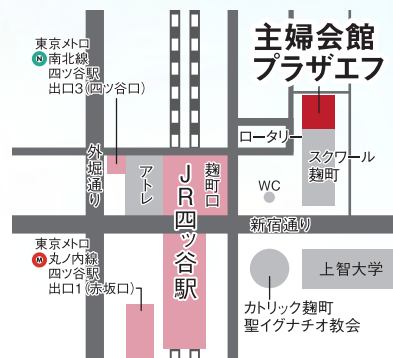 主婦会館
プラザエフ
東京メトロ
N 南北線
四ツ谷駅
出口3(四ツ谷口)
ロータリー
スクワール
麹町
外堀通り
アトレ
JR四ッ谷駅
麹町口
WC
新宿通り
東京メトロ
M 丸ノ内線
四ツ谷駅
出口1(赤坂口)
上智大学
カトリック麹町
聖イグナチオ教会